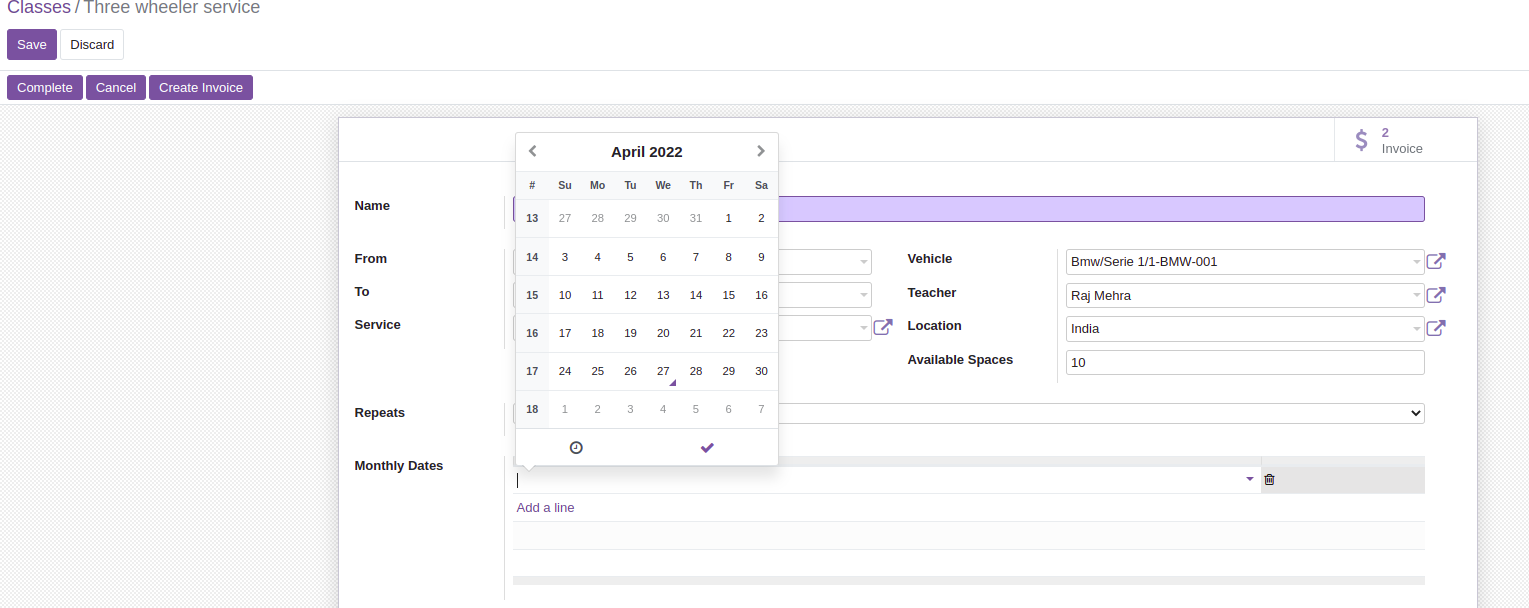 Classes / Three wheeler service
Save Discard
Complete Cancel Create Invoice
2
Invoice
April 2022
# Su Mo Tu We Th Fr Sa
13 27 28 29 30 31 1 2
14 3 4 5 6 7 8 9
15 10 11 12 13 14 15 16
16 17 18 19 20 21 22 23
17 24 25 26 27 28 29 30
18 1 2 3 4 5 6 7
Name
From
To
Service
Vehicle Bmw/Serie 1/1-BMW-001
Teacher Raj Mehra
Location India
Available Spaces 10
Repeats
Monthly Dates
Add a line